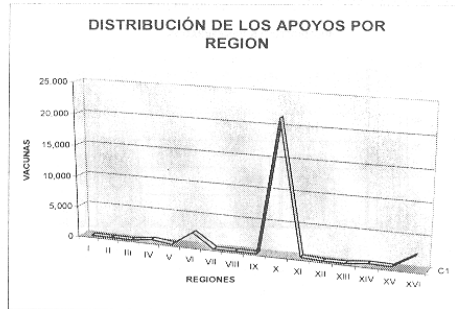 DISTRIBUCIÓN DE LOS APOYOS POR
REGION
25.000
20,000
15,000
10,000
5,000
0
VACUNAS
I II III IV V VI VII VIII IX X XI XII XIII XIV XV XVI
C1
REGIONES